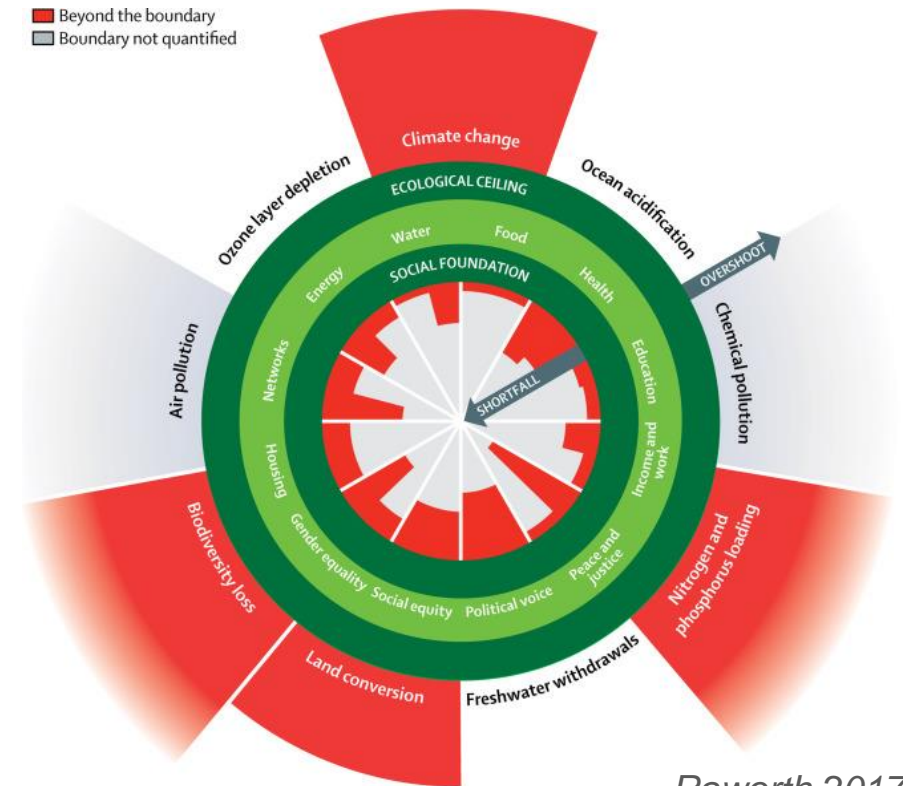 Beyond the boundary
Boundary not quantified
Climate change
Ozone layer depletion
Ocean acidification
ECOLOGICAL CEILING
OVERSHOOT
Water
Food
Energy
Health
SOCIAL FOUNDATION
Air pollution
Chemical pollution
Networks
Education
SHORTFALL
Housing
Income and
work
Gender equality
Social equity
Political voice
Peace and
justice
Biodiversity loss
Nitrogen and
phosphorus loading
Land conversion
Freshwater withdrawals
Raworth 2017